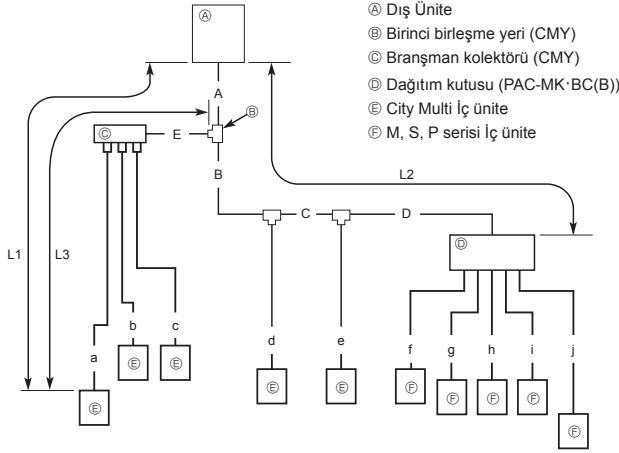 Ⓐ Dış Ünite
Ⓑ Birinci birleşme yeri (CMY)
Ⓒ Branşman kolektörü (CMY)
Ⓓ Dağıtım kutusu (PAC-MK·BC(B))
Ⓔ City Multi İç ünite
Ⓕ M, S, P serisi İç ünite
Ⓐ
A
Ⓑ
Ⓒ
E
B
L2
C
D
Ⓓ
L1
L3
a
b
c
d
e
f
g
h
i
j
Ⓔ
Ⓔ
Ⓔ
Ⓔ
Ⓔ
Ⓕ
Ⓕ
Ⓕ
Ⓕ
Ⓕ